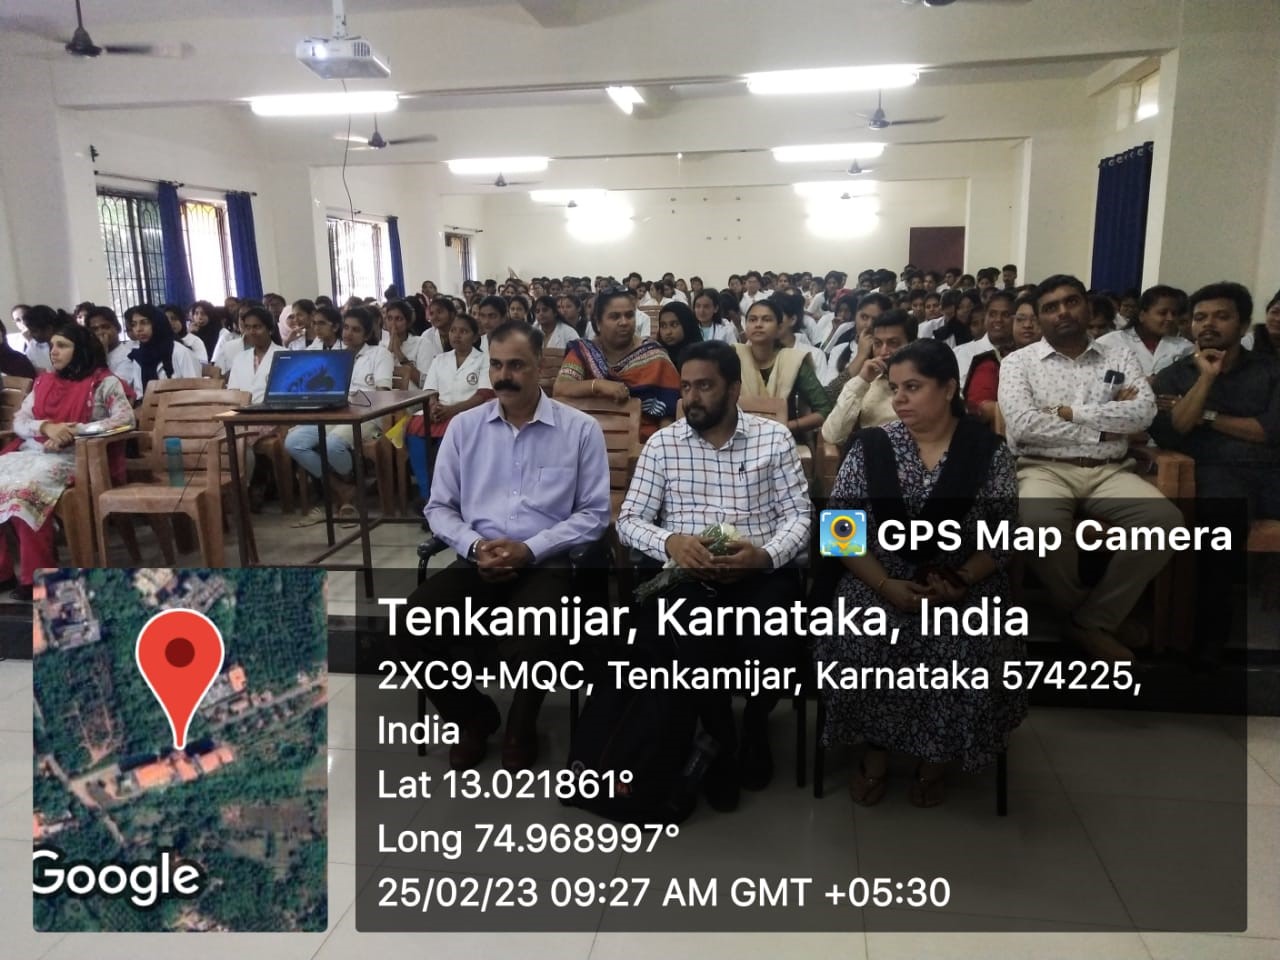 GPS Map Camera
Tenkamijar, Karnataka, India
2XC9+MQC, Tenkamijar, Karnataka 574225,
India
Lat 13.021861°
Long 74.968997°
25/02/23 09:27 AM GMT +05:30
Google